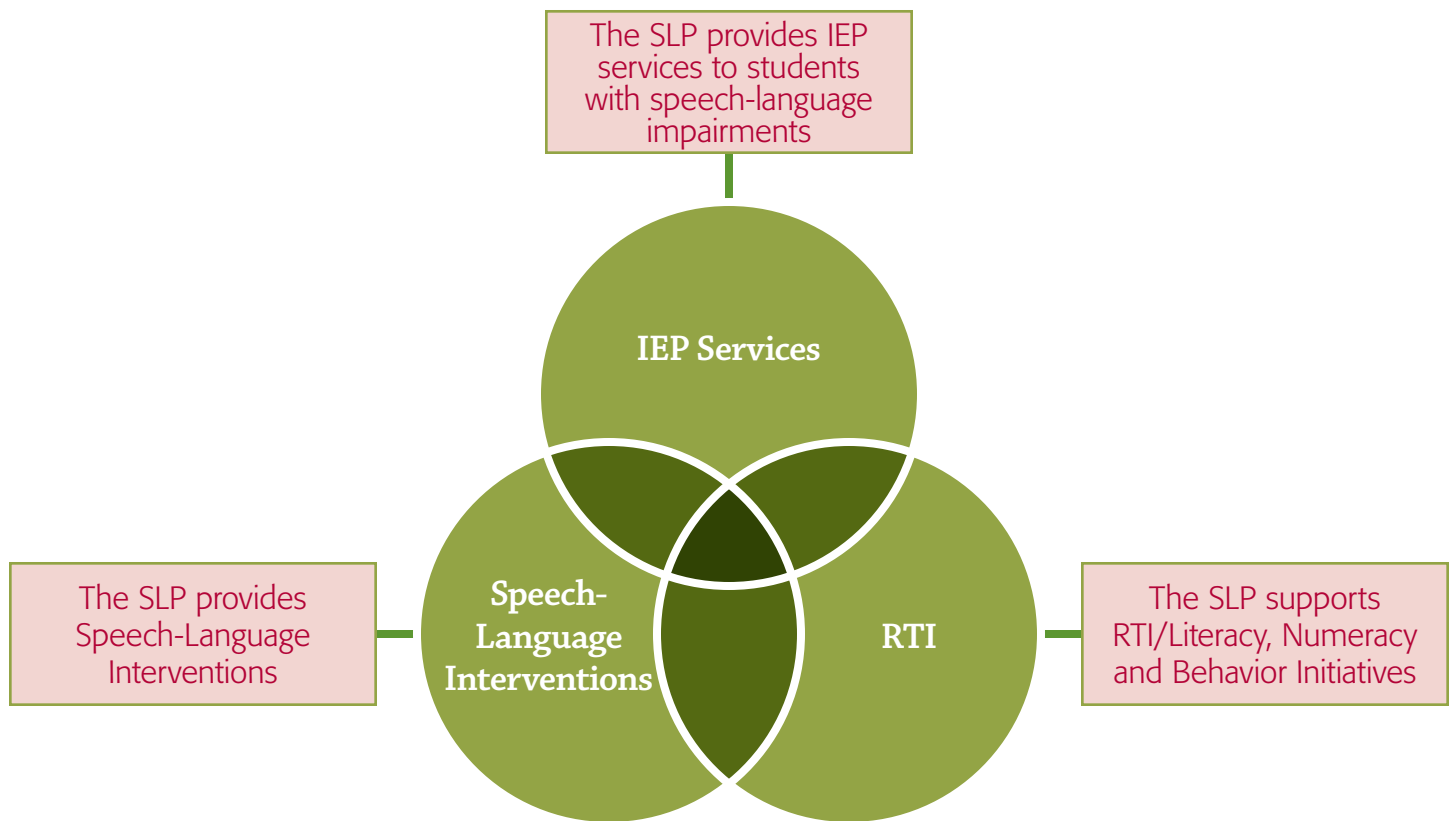 The SLP provides IEP
services to students
with speech-language
impairments
IEP Services
The SLP provides
Speech-Language
Interventions
Speech-
Language
Interventions
RTI
The SLP supports
RTI/Literacy, Numeracy
and Behavior Initiatives